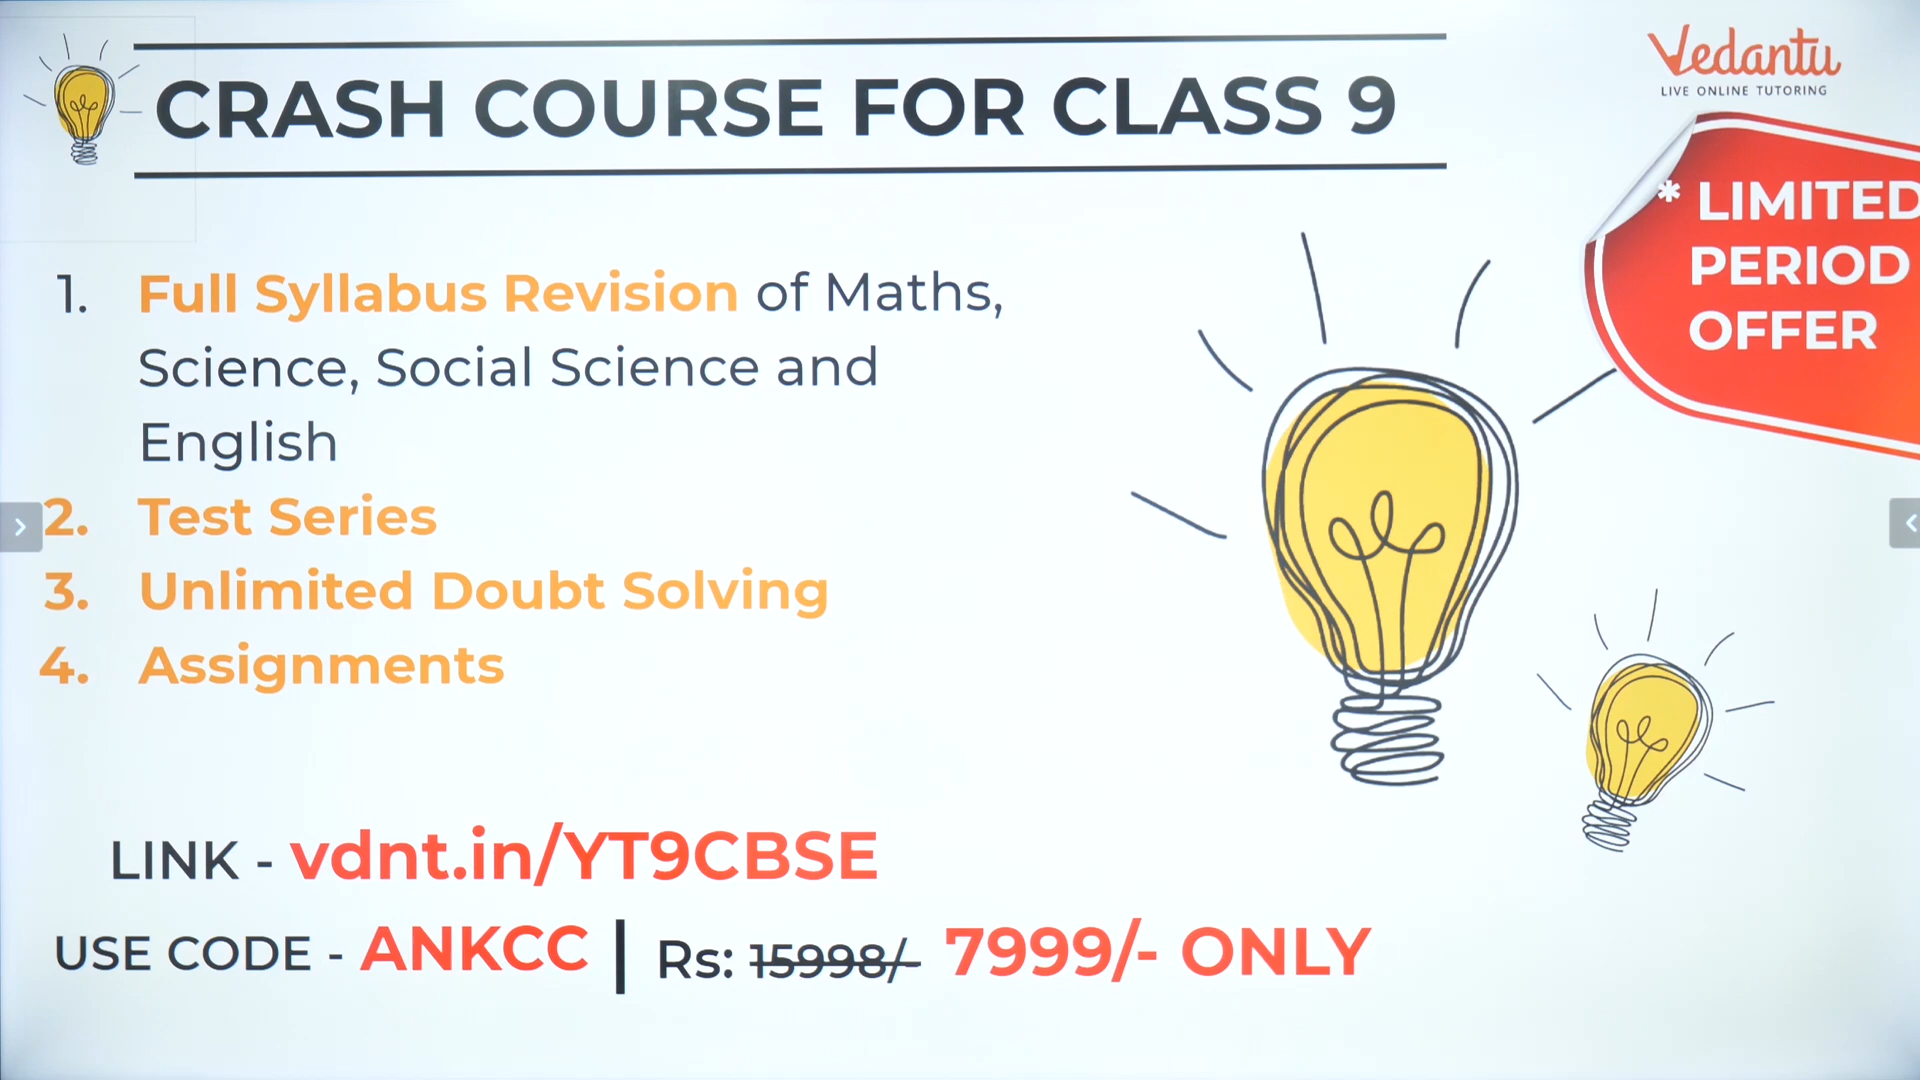 CRASH COURSE FOR CLASS 9
Vedantu
LIVE ONLINE TUTORING
* LIMITED
PERIOD
OFFER
1. Full Syllabus Revision of Maths,
Science, Social Science and
English
2. Test Series
3. Unlimited Doubt Solving
4. Assignments
LINK - vdnt.in/YT9CBSE
USE CODE - ANKCC | Rs: 15998/- 7999/- ONLY